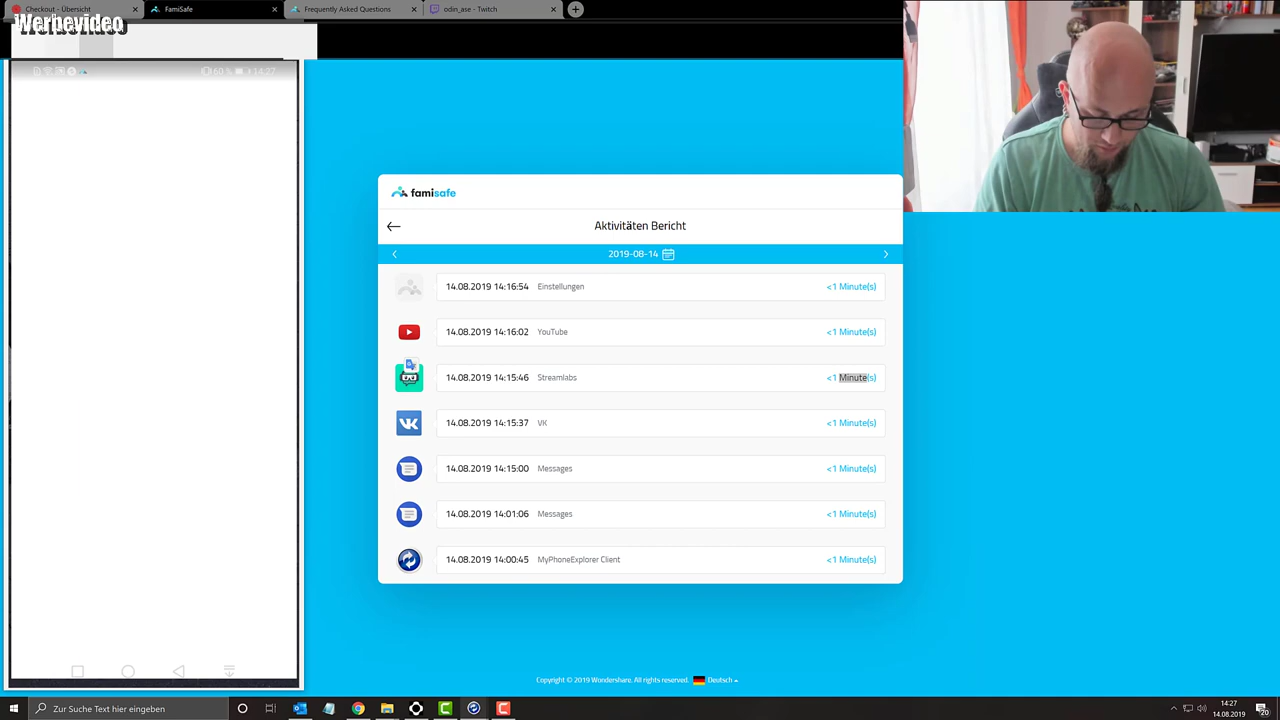 Checkout - Übersicht
FamiSafe
Frequently Asked Questions
odin_ase - Twitch
Werbevideo
60 %
14:27
famisafe
Aktivitäten Bericht
2019-08-14
14.08.2019 14:16:54 Einstellungen <1 Minute(s)
14.08.2019 14:16:02 YouTube <1 Minute(s)
14.08.2019 14:15:46 Streamlabs <1 Minute(s)
14.08.2019 14:15:37 VK <1 Minute(s)
14.08.2019 14:15:00 Messages <1 Minute(s)
14.08.2019 14:01:06 Messages <1 Minute(s)
14.08.2019 14:00:45 MyPhoneExplorer Client <1 Minute(s)
Copyright © 2019 Wondershare. All rights reserved. Deutsch
Zur Suche Text hier eingeben
14:27
14.08.2019
20